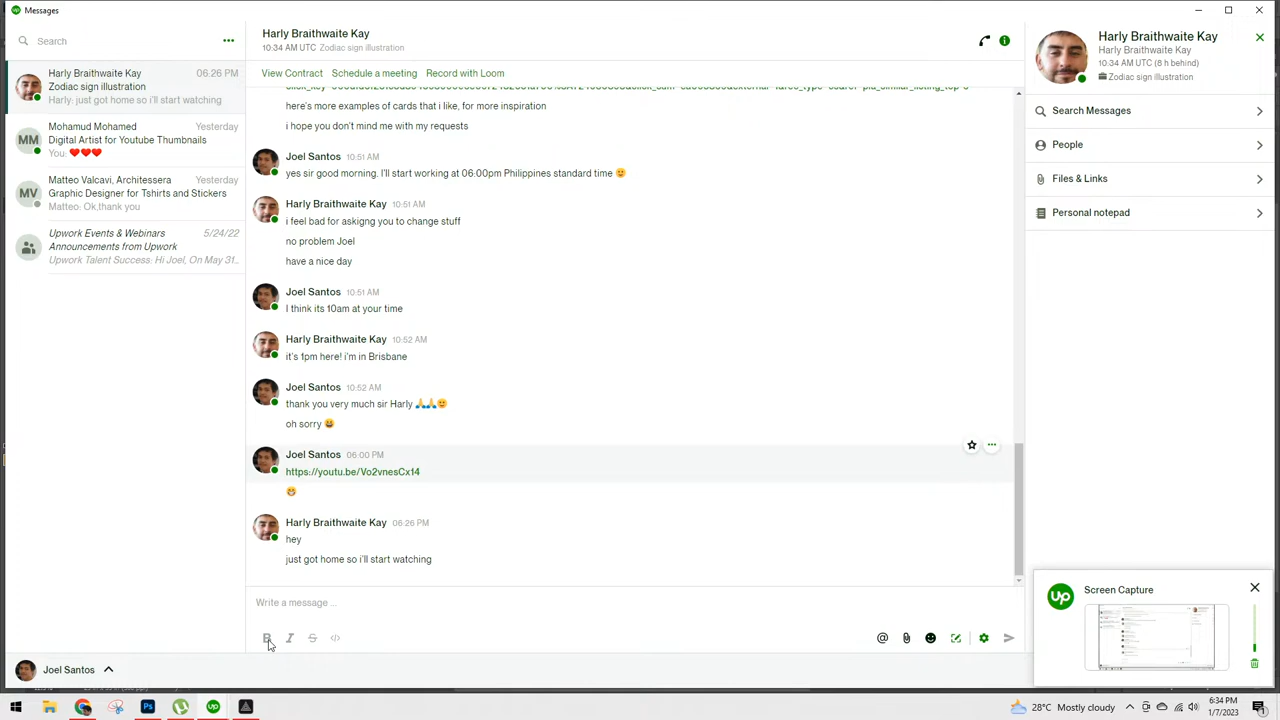 Messages
Search
Harly Braithwaite Kay 06.26 PM
Zodiac sign illustration
Harly: just got home so i'll start watching
Mohamud Mohamed Yesterday
MM
Digital Artist for Youtube Thumbnails
You: ❤️❤️❤️
Matteo Valcavi, Architessera Yesterday
MV
Graphic Designer for Tshirts and Stickers
Matteo: Ok,thank you
Upwork Events & Webinars 5/24/22
Announcements from Upwork
Upwork Talent Success: Hi Joel, On May 31..
Harly Braithwaite Kay
10:34 AM UTC Zodiac sign illustration
View Contract Schedule a meeting Record with Loom
here's more examples of cards that i like, for more inspiration
i hope you don't mind me with my requests
Joel Santos 10:51 AM
yes sir good morning. I'll start working at 06:00pm Philippines standard time 🙂
Harly Braithwaite Kay 10:51 AM
i feel bad for askigng you to change stuff
no problem Joel
have a nice day
Joel Santos 10:51 AM
I think its 10am at your time
Harly Braithwaite Kay 10:52 AM
it's 1pm here! i'm in Brisbane
Joel Santos 10:52 AM
thank you very much sir Harly 🙏🙏🙂
oh sorry 😃
Joel Santos 06:00 PM
https://youtu.be/Vo2vnesCx14
😁
Harly Braithwaite Kay 06:26 PM
hey
just got home so i'll start watching
Write a message ...
B I S </> @
Joel Santos
Harly Braithwaite Kay
Harly Braithwaite Kay
10:34 AM UTC (8 h behind)
Zodiac sign illustration
Search Messages
People
Files & Links
Personal notepad
up
Screen Capture
Ps
up
28°C Mostly cloudy
6:34 PM
1/7/2023